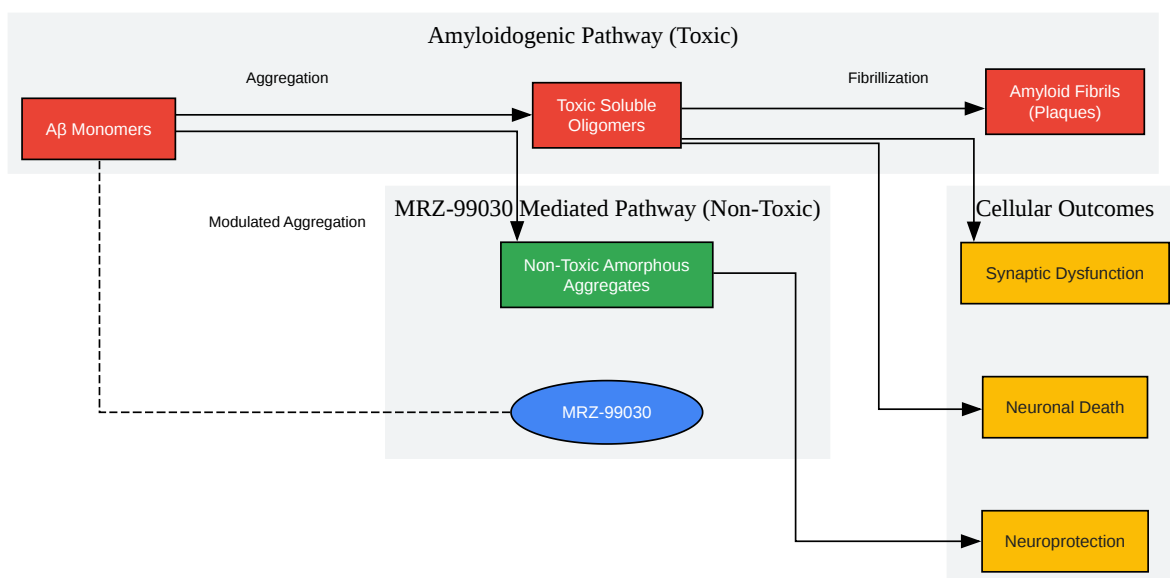 Amyloidogenic Pathway (Toxic)
Aggregation
Fibrillization
Aβ Monomers
Toxic Soluble
Oligomers
Amyloid Fibrils
(Plaques)
MRZ-99030 Mediated Pathway (Non-Toxic)
Modulated Aggregation
Cellular Outcomes
Non-Toxic Amorphous
Aggregates
Synaptic Dysfunction
MRZ-99030
Neuronal Death
Neuroprotection